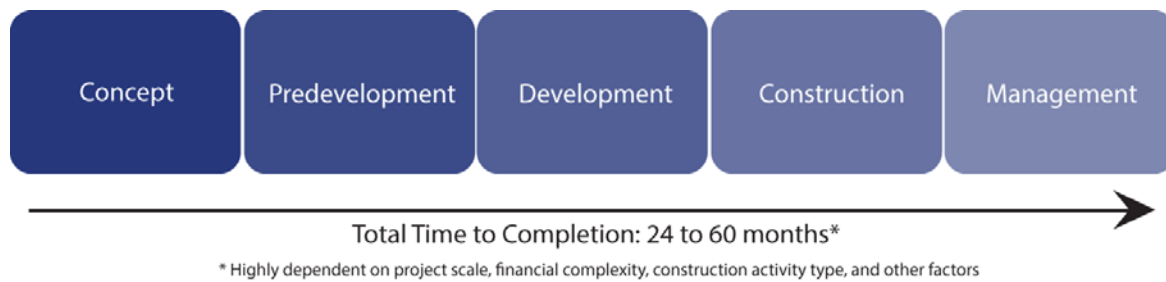 Concept
Predevelopment
Development
Construction
Management
Total Time to Completion: 24 to 60 months*
* Highly dependent on project scale, financial complexity, construction activity type, and other factors